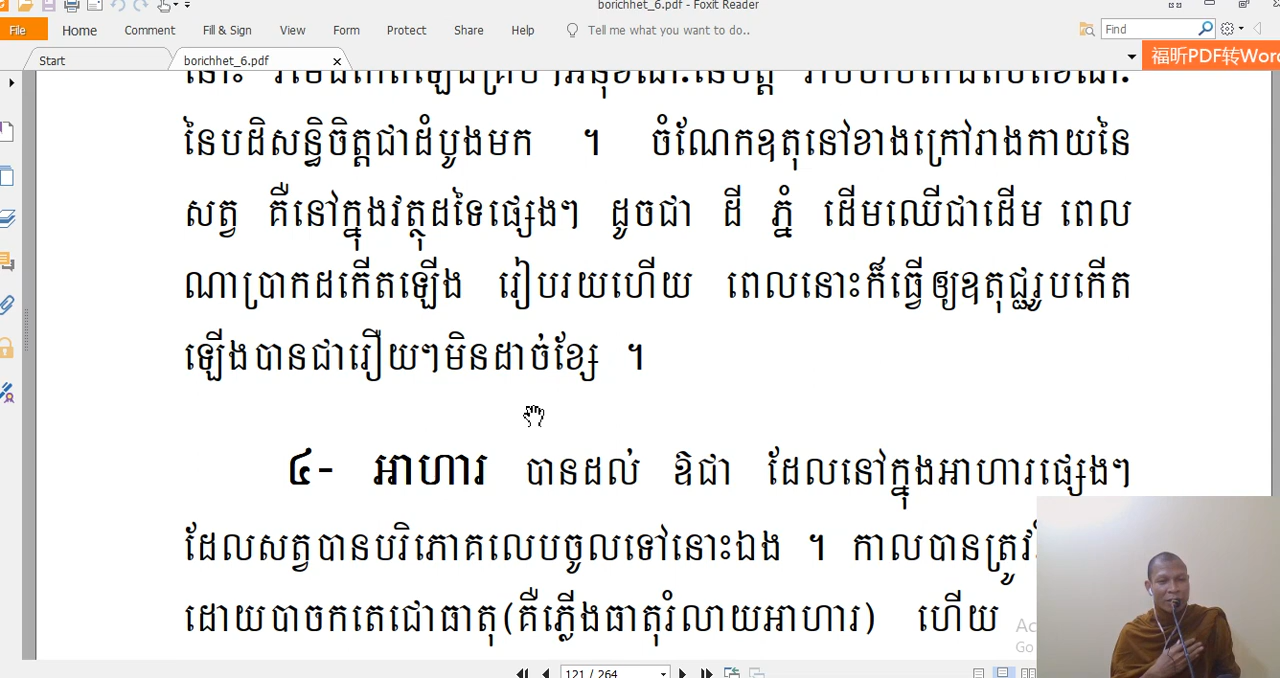 borichhet_6.pdf - Foxit Reader
File Home Comment Fill & Sign View Form Protect Share Help Tell me what you want to do.. Find
Start borichhet_6.pdf 福昕PDF转Wor
នៃបដិសន្ធិចិត្តជាដំបូងមក ។ ចំណែកឧតុនៅខាងក្រៅរាងកាយនៃ
សត្វ គឺនៅក្នុងវត្ថុដទៃផ្សេងៗ ដូចជា ដី ភ្នំ ដើមឈើជាដើម ពេល
ណាប្រាកដកើតឡើង រៀបរយហើយ ពេលនោះក៏ធ្វើឲ្យឧតុជ្ជរូបកើត
ឡើងបានជារឿយៗមិនដាច់ខ្សែ ។
៤- អាហារ បានដល់ ឱជា ដែលនៅក្នុងអាហារផ្សេងៗ
ដែលសត្វបានបរិភោគលេបចូលទៅនោះឯង ។ កាលបានត្រូវ
ដោយបាចកតេជោធាតុ(គឺភ្លើងធាតុរំលាយអាហារ) ហើយ
121 / 264